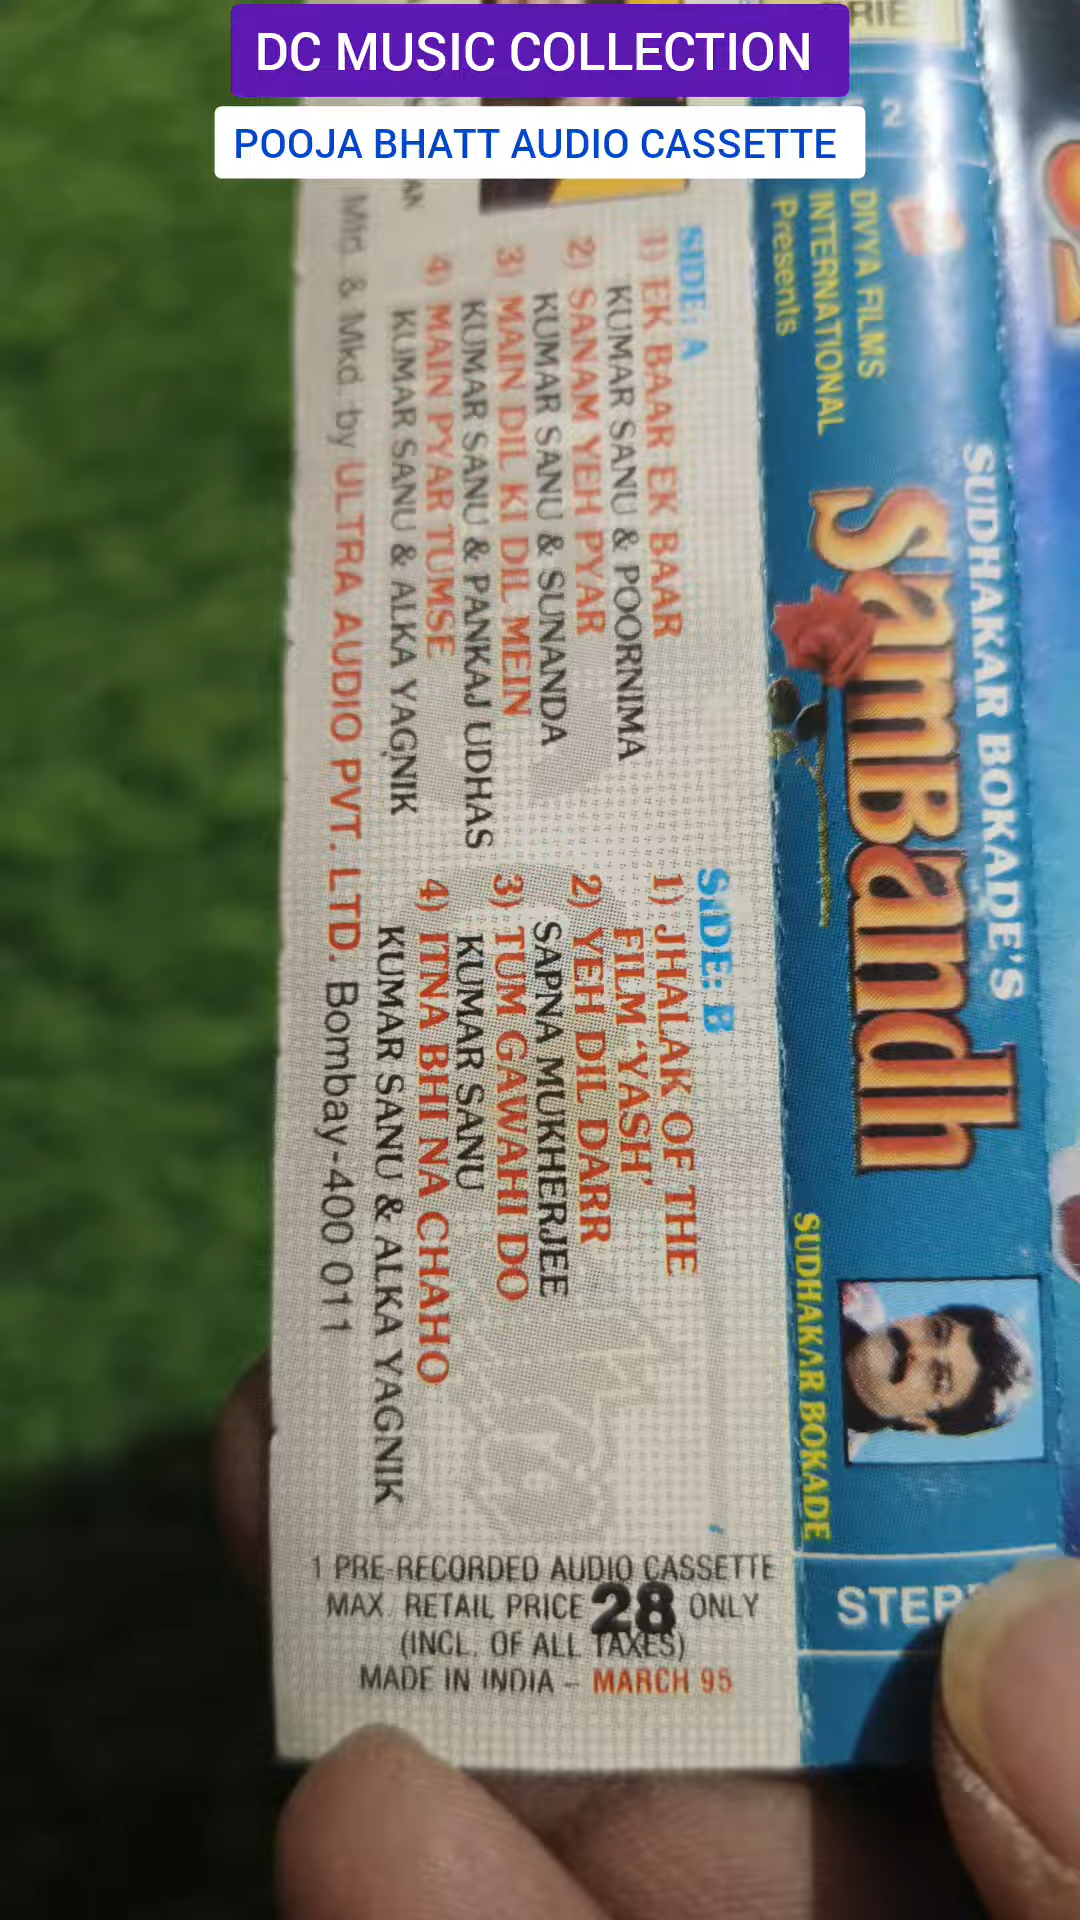 DC MUSIC COLLECTION
POOJA BHATT AUDIO CASSETTE
RIE
2
DIVYA FILMS
INTERNATIONAL
Presents
SUDHAKAR BOKADE'S
SamBandh
SUDHAKAR BOKADE
SIDE: A
1) EK BAAR EK BAAR
KUMAR SANU & POORNIMA
2) SANAM YEH PYAR
KUMAR SANU & SUNANDA
3) MAIN DIL KI DIL MEIN
KUMAR SANU & PANKAJ UDHAS
4) MAIN PYAR TUMSE
KUMAR SANU & ALKA YAGNIK
SIDE: B
1) JHALAK OF THE
FILM 'YASH'
2) YEH DIL DARR
SAPNA MUKHERJEE
3) TUM GAWAHI DO
KUMAR SANU
4) ITNA BHI NA CHAHO
KUMAR SANU & ALKA YAGNIK
Mfd. & Mkd. by ULTRA AUDIO PVT. LTD. Bombay-400 011
1 PRE-RECORDED AUDIO CASSETTE
MAX. RETAIL PRICE 28 ONLY
(INCL. OF ALL TAXES)
MADE IN INDIA - MARCH 95